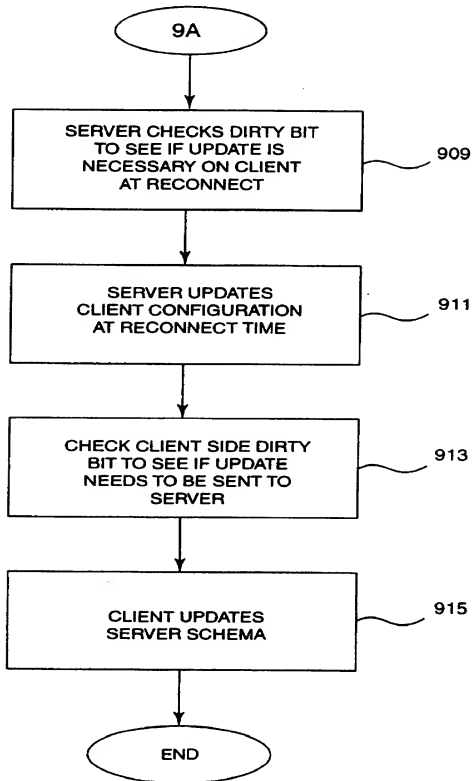 9A
SERVER CHECKS DIRTY BIT
TO SEE IF UPDATE IS
NECESSARY ON CLIENT
AT RECONNECT
909
SERVER UPDATES
CLIENT CONFIGURATION
AT RECONNECT TIME
911
CHECK CLIENT SIDE DIRTY
BIT TO SEE IF UPDATE
NEEDS TO BE SENT TO
SERVER
913
CLIENT UPDATES
SERVER SCHEMA
915
END